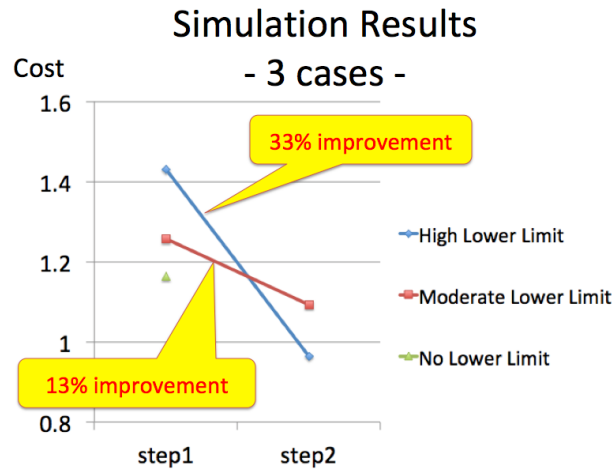 Simulation Results
- 3 cases -
Cost
1.6
33% improvement
1.4
High Lower Limit
1.2
Moderate Lower Limit
1
No Lower Limit
13% improvement
0.8
step1
step2